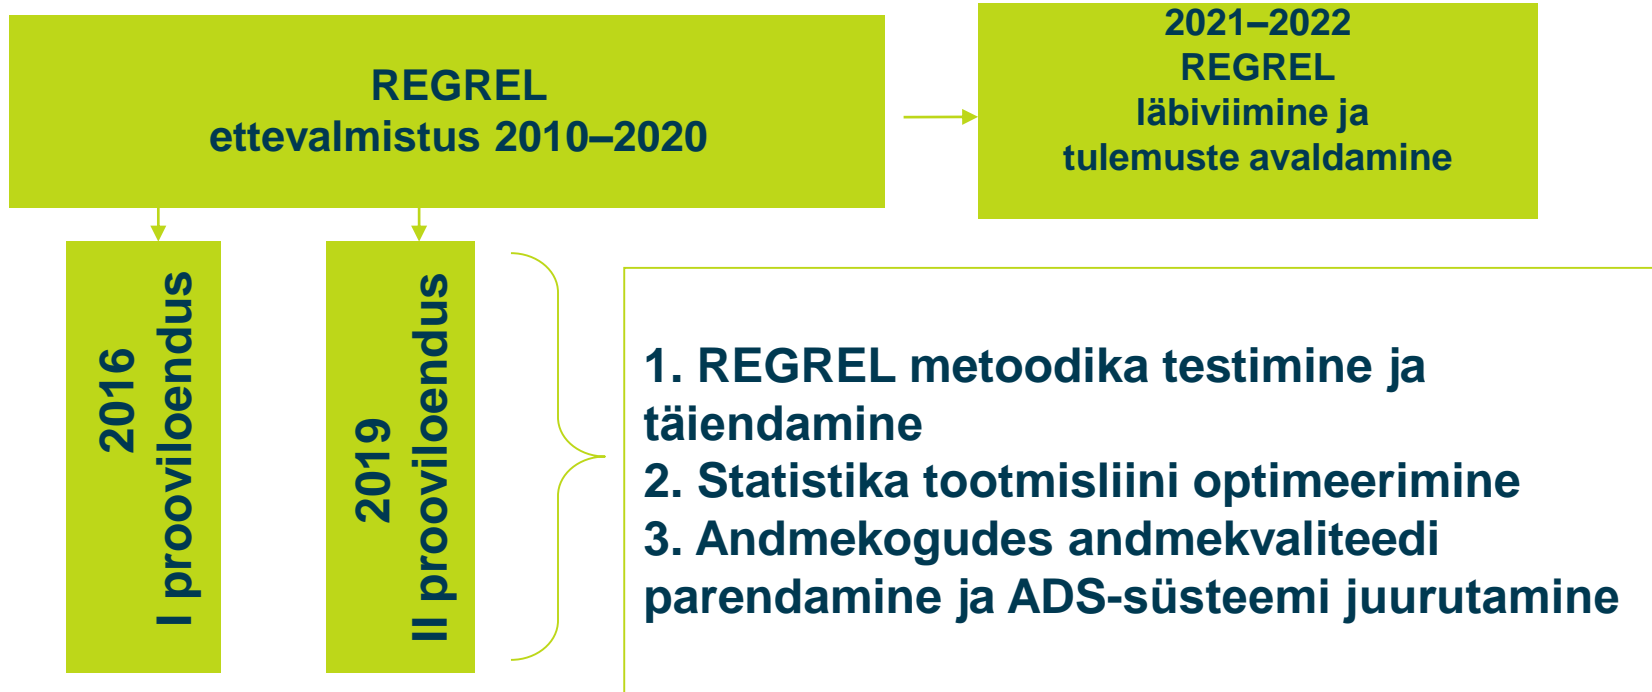 REGREL
ettevalmistus 2010–2020
2021–2022
REGREL
läbiviimine ja
tulemuste avaldamine
2016
I prooviloendus
2019
II prooviloendus
1. REGREL metoodika testimine ja
täiendamine
2. Statistika tootmisliini optimeerimine
3. Andmekogudes andmekvaliteedi
parendamine ja ADS-süsteemi juurutamine